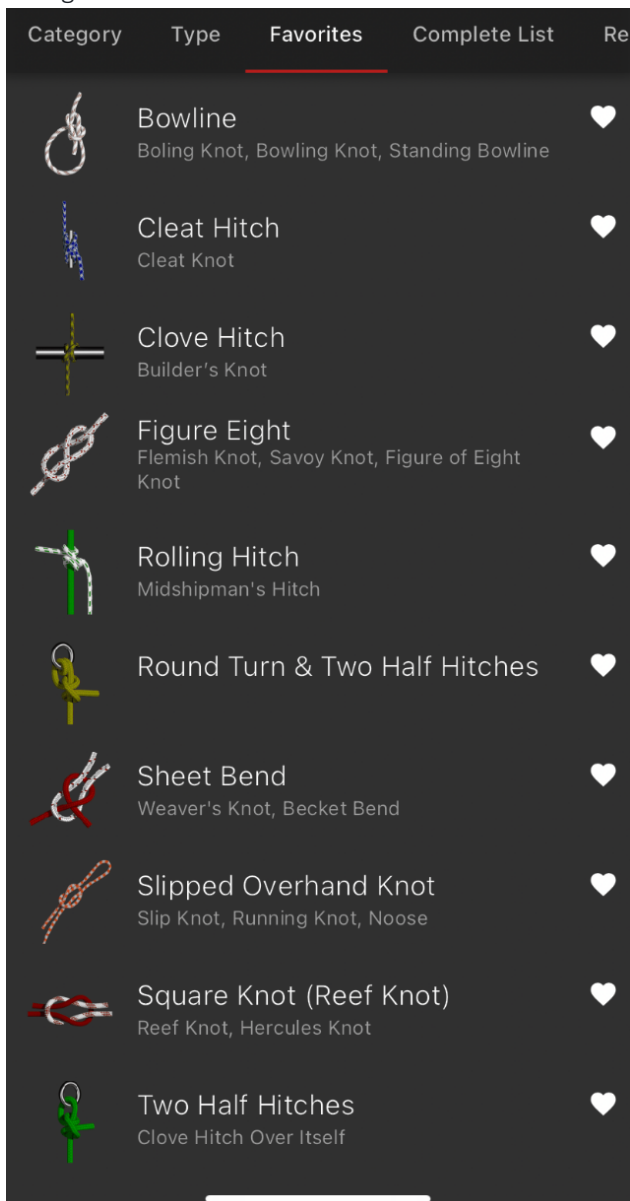 Category Type Favorites Complete List Re
Bowline
Boling Knot, Bowling Knot, Standing Bowline
Cleat Hitch
Cleat Knot
Clove Hitch
Builder's Knot
Figure Eight
Flemish Knot, Savoy Knot, Figure of Eight
Knot
Rolling Hitch
Midshipman's Hitch
Round Turn & Two Half Hitches
Sheet Bend
Weaver's Knot, Becket Bend
Slipped Overhand Knot
Slip Knot, Running Knot, Noose
Square Knot (Reef Knot)
Reef Knot, Hercules Knot
Two Half Hitches
Clove Hitch Over Itself